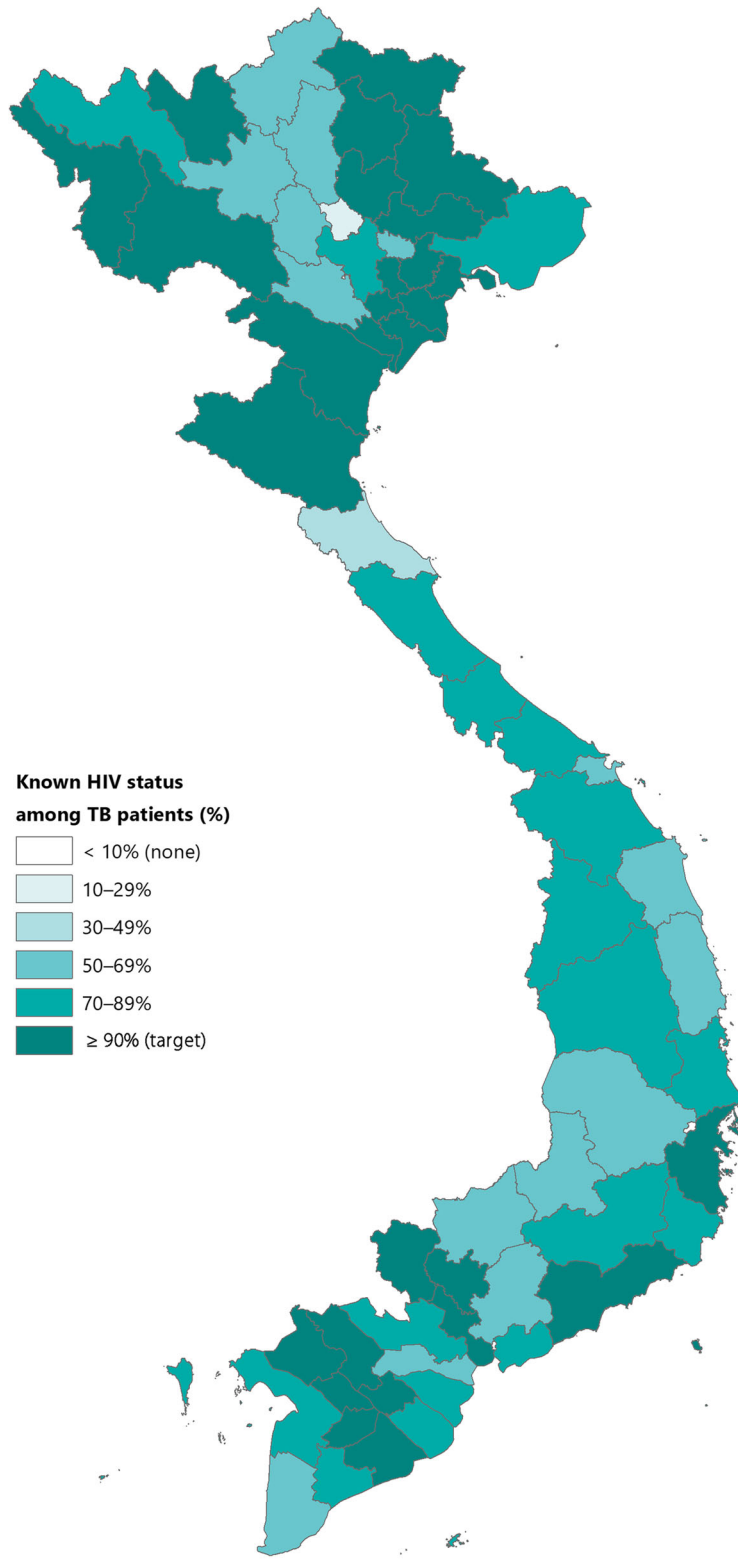 Known HIV status
among TB patients (%)
< 10% (none)
10–29%
30–49%
50–69%
70–89%
≥ 90% (target)